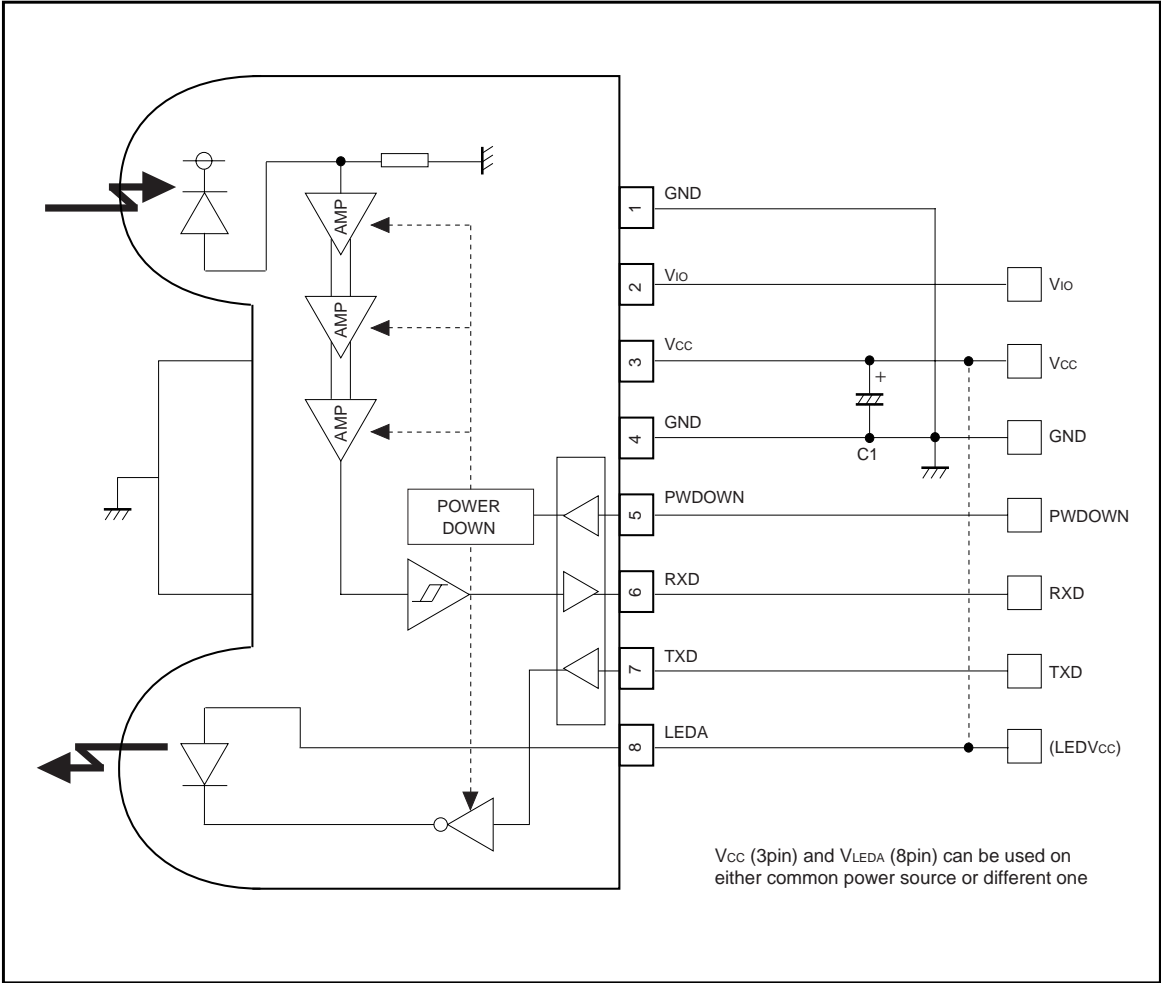 AMP
AMP
AMP
POWER
DOWN
1 GND
2 VIO VIO
3 VCC VCC
+
4 GND GND
C1
5 PWDOWN PWDOWN
6 RXD RXD
7 TXD TXD
8 LEDA (LEDVCC)
VCC (3pin) and VLEDA (8pin) can be used on
either common power source or different one